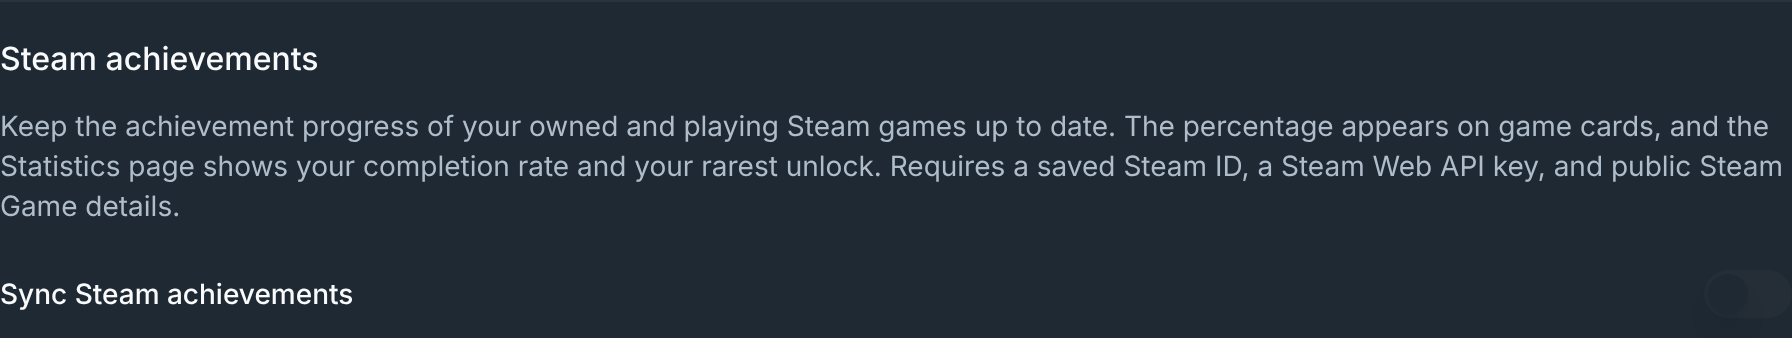 Steam achievements
Keep the achievement progress of your owned and playing Steam games up to date. The percentage appears on game cards, and the
Statistics page shows your completion rate and your rarest unlock. Requires a saved Steam ID, a Steam Web API key, and public Steam
Game details.
Sync Steam achievements